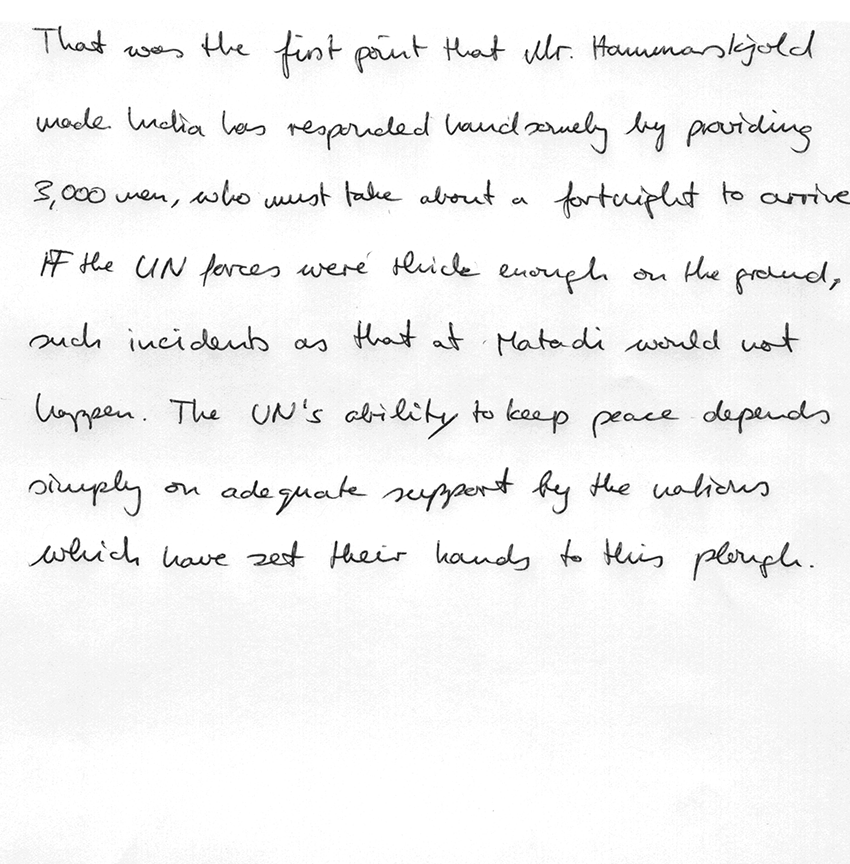 That was the first point that Mr. Hammarskjold
made. India has responded handsomely by providing
3,000 men, who must take about a fortnight to arrive
If the UN forces were thick enough on the ground,
such incidents as that at Matadi would not
happen. The UN's ability to keep peace depends
simply on adequate support by the nations
which have set their hands to this plough.